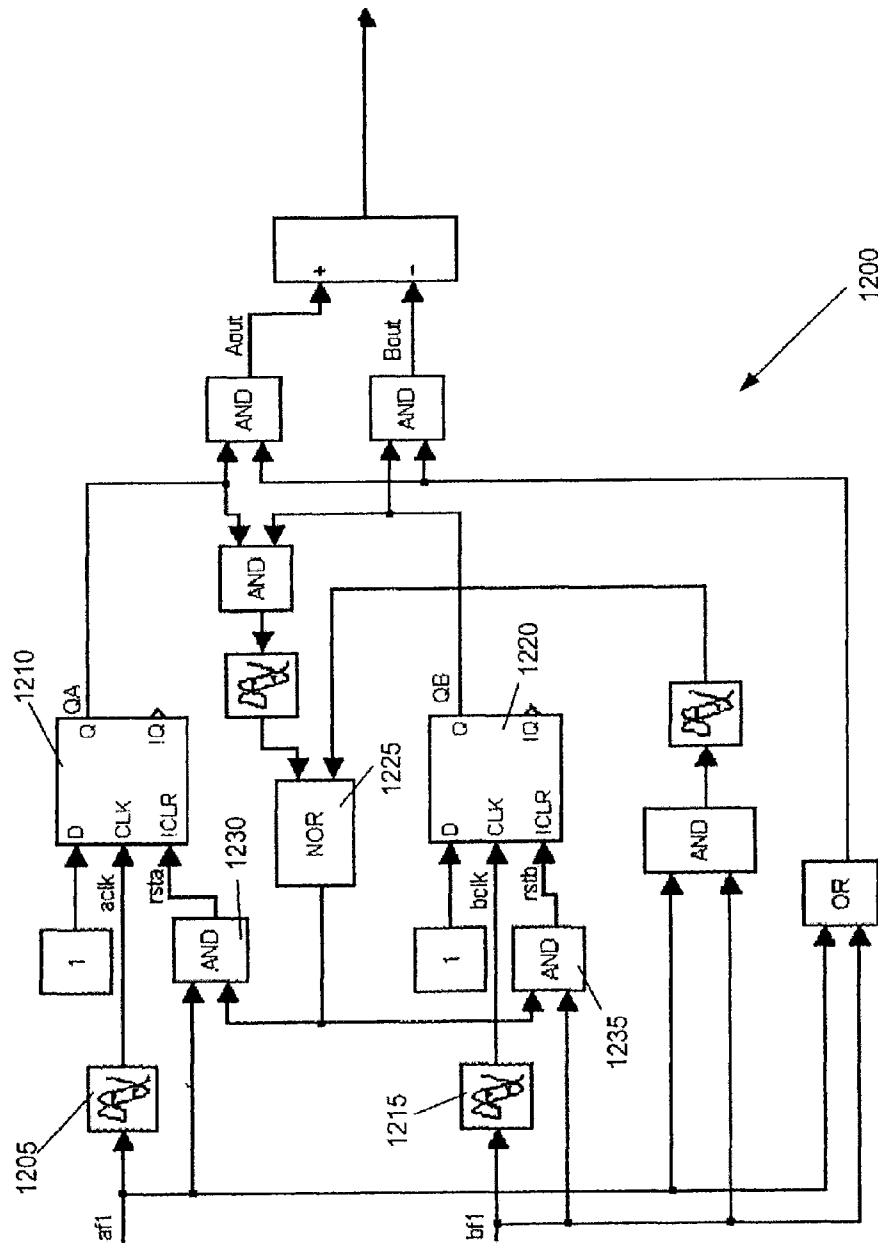 1200
Aout
Bout
+
-
AND
AND
QA
1210
Q
!Q
D
CLK
!CLR
aclk
rsta
1
AND
1230
1205
af1
AND
NOR
1225
QB
1220
Q
!Q
D
CLK
!CLR
bclk
rstb
1
AND
1235
1215
bf1
AND
OR